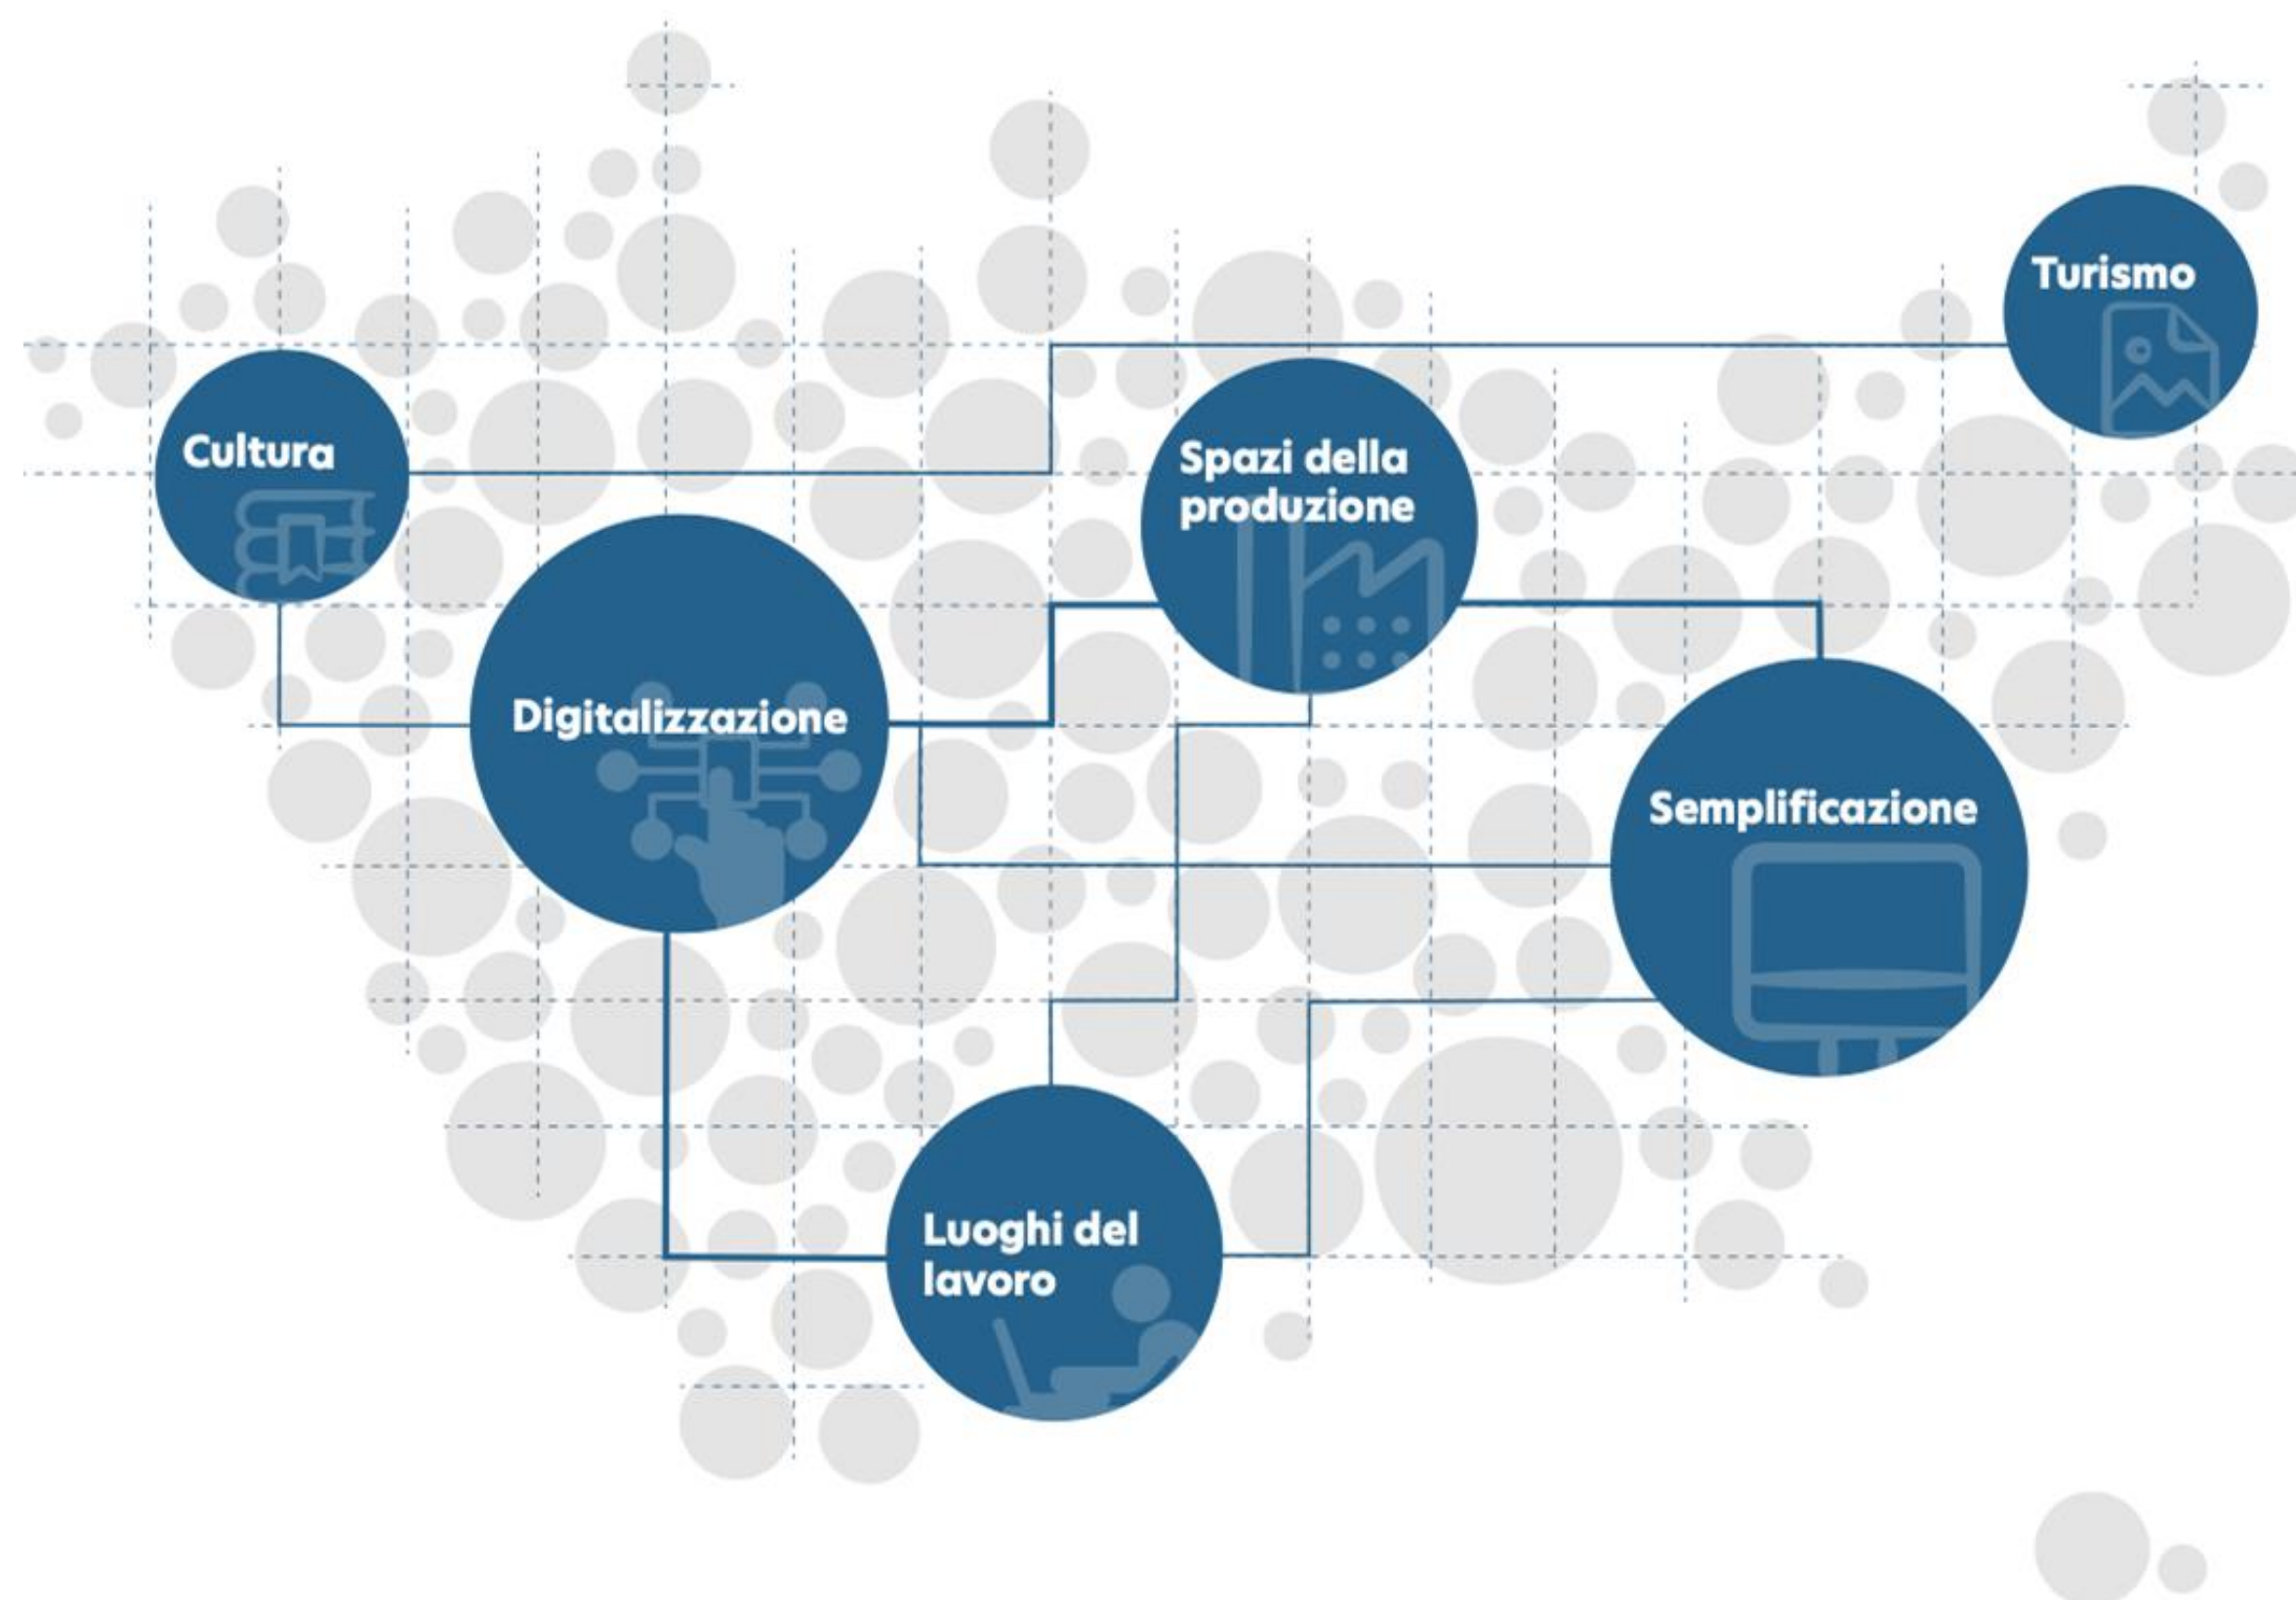 Turismo
Cultura
Spazi della
produzione
Digitalizzazione
Semplificazione
Luoghi del
lavoro